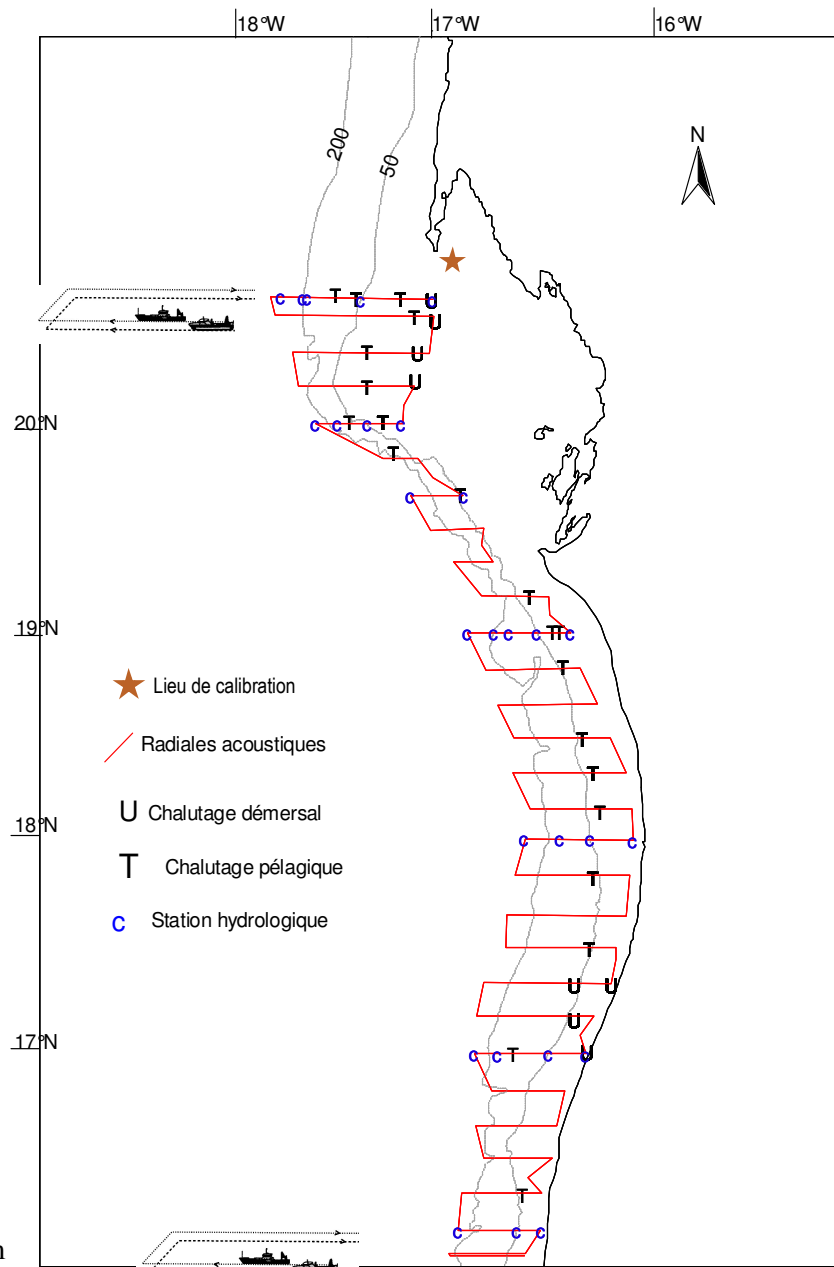 18°W
17°W
16°W
200
50
N
20°N
19°N
18°N
17°N
Lieu de calibration
Radiales acoustiques
U Chalutage démersal
T Chalutage pélagique
c Station hydrologique
c c c T T c T U c
T U
T U
T U
c c T c T c
T
c T c
T
c c c c T T c
T
T
T
T
c c c c
T
T
U U
U
c c T c c U
T
c c c
n